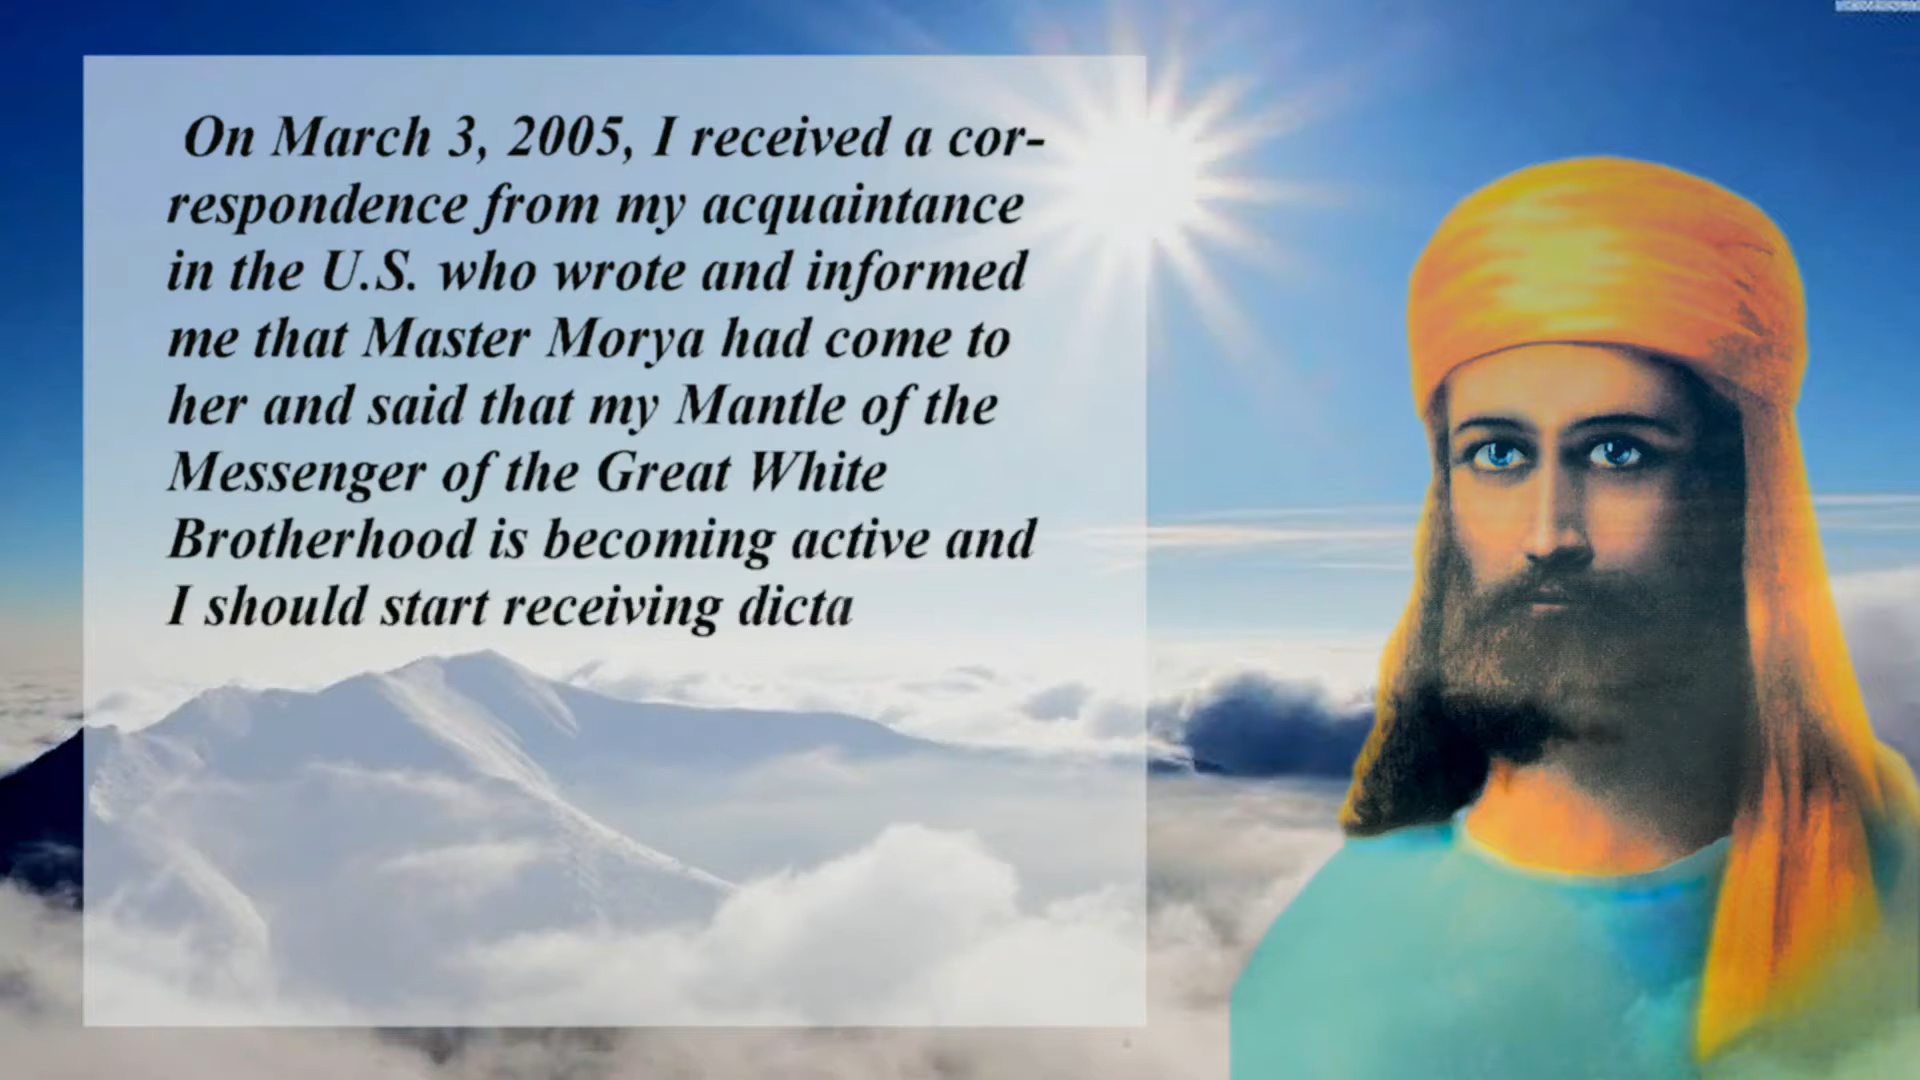 On March 3, 2005, I received a cor-
respondence from my acquaintance
in the U.S. who wrote and informed
me that Master Morya had come to
her and said that my Mantle of the
Messenger of the Great White
Brotherhood is becoming active and
I should start receiving dicta